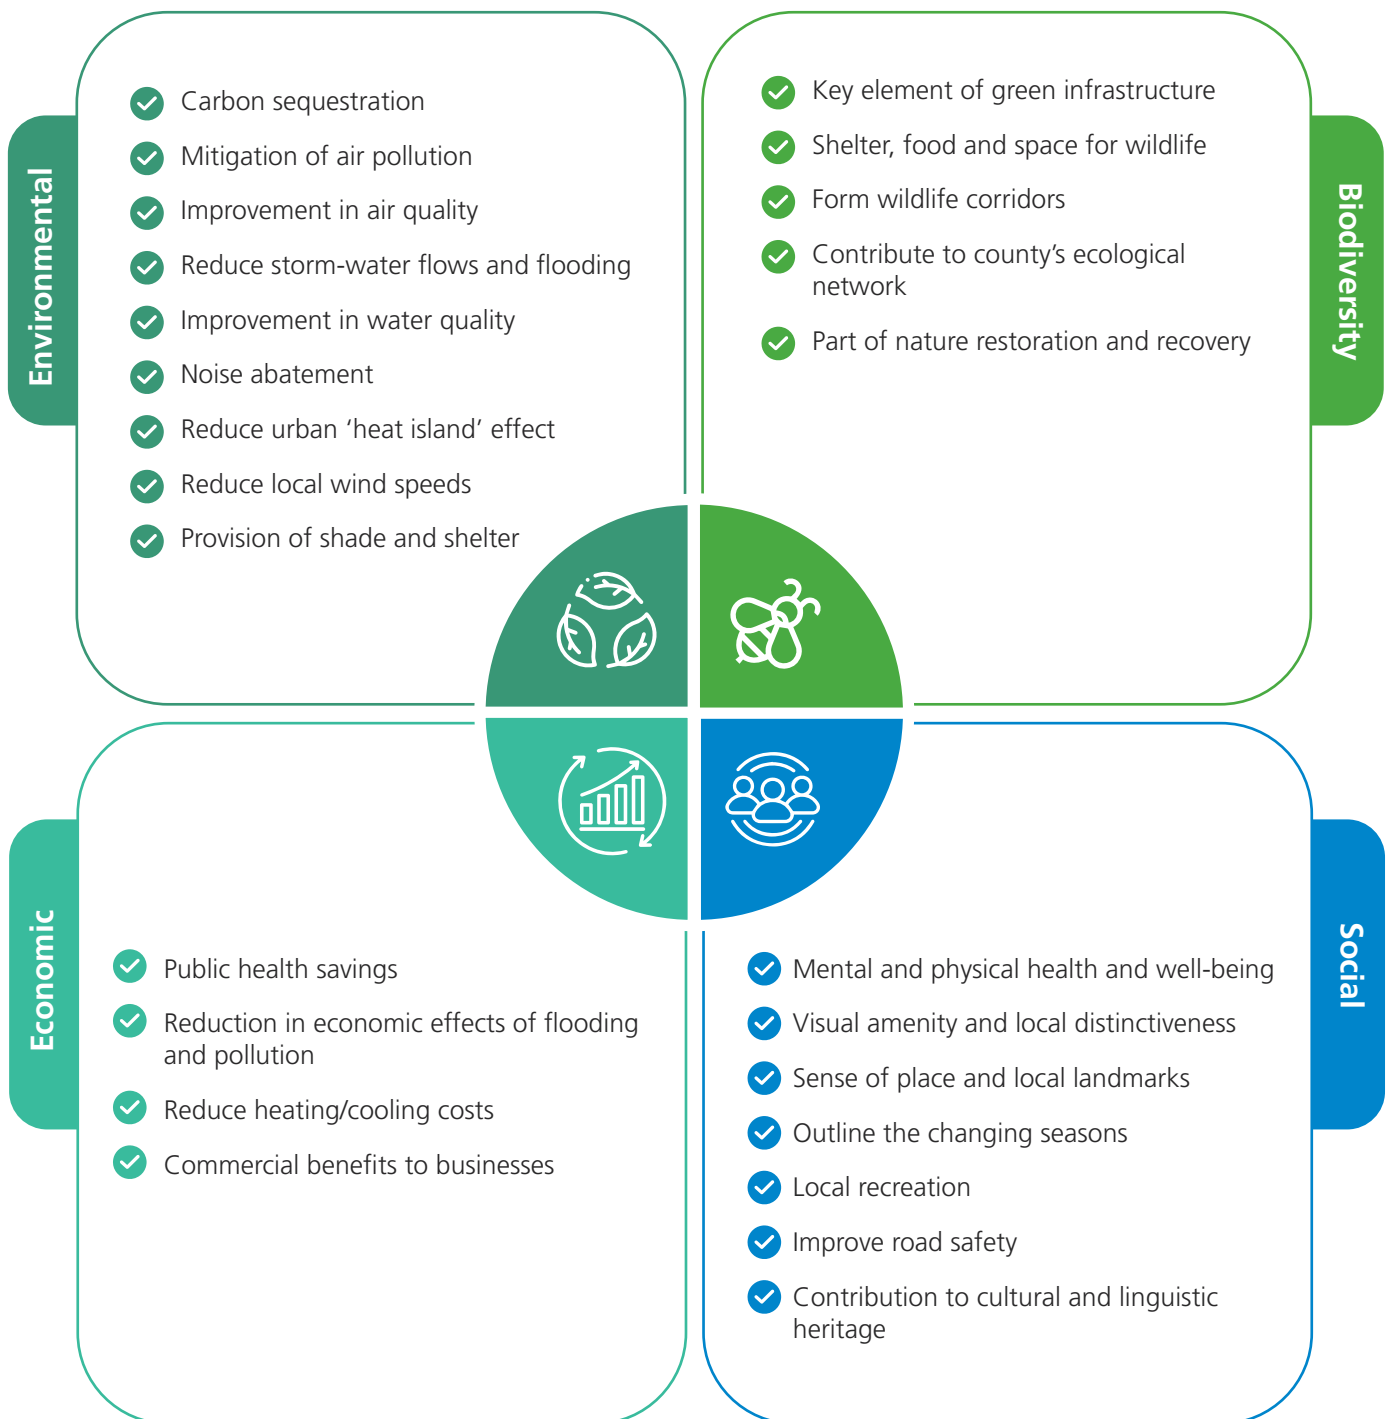 Environmental
Carbon sequestration
Mitigation of air pollution
Improvement in air quality
Reduce storm-water flows and flooding
Improvement in water quality
Noise abatement
Reduce urban ‘heat island’ effect
Reduce local wind speeds
Provision of shade and shelter
Biodiversity
Key element of green infrastructure
Shelter, food and space for wildlife
Form wildlife corridors
Contribute to county’s ecological
network
Part of nature restoration and recovery
Economic
Public health savings
Reduction in economic effects of flooding
and pollution
Reduce heating/cooling costs
Commercial benefits to businesses
Social
Mental and physical health and well-being
Visual amenity and local distinctiveness
Sense of place and local landmarks
Outline the changing seasons
Local recreation
Improve road safety
Contribution to cultural and linguistic
heritage